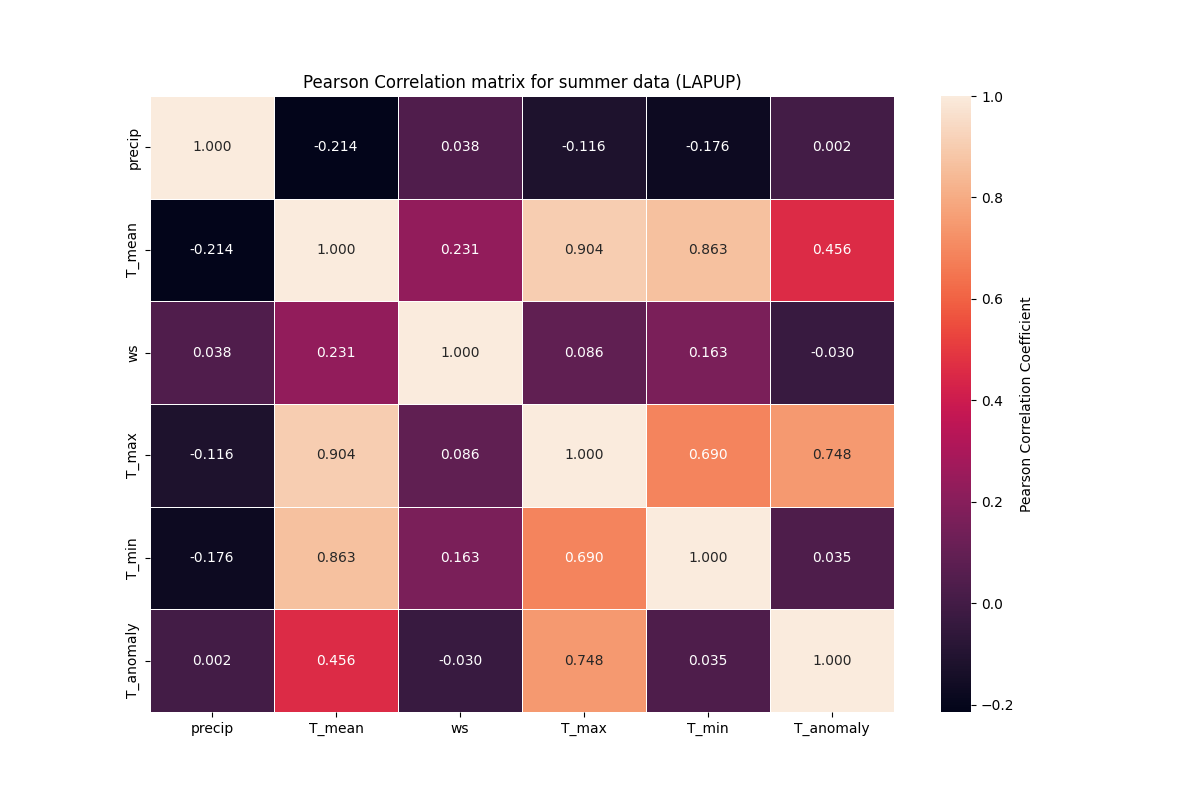 Pearson Correlation matrix for summer data (LAPUP)
precip 1.000 -0.214 0.038 -0.116 -0.176 0.002
T_mean -0.214 1.000 0.231 0.904 0.863 0.456
ws 0.038 0.231 1.000 0.086 0.163 -0.030
T_max -0.116 0.904 0.086 1.000 0.690 0.748
T_min -0.176 0.863 0.163 0.690 1.000 0.035
T_anomaly 0.002 0.456 -0.030 0.748 0.035 1.000
precip T_mean ws T_max T_min T_anomaly
1.0
0.8
0.6
0.4
0.2
0.0
−0.2
Pearson Correlation Coefficient